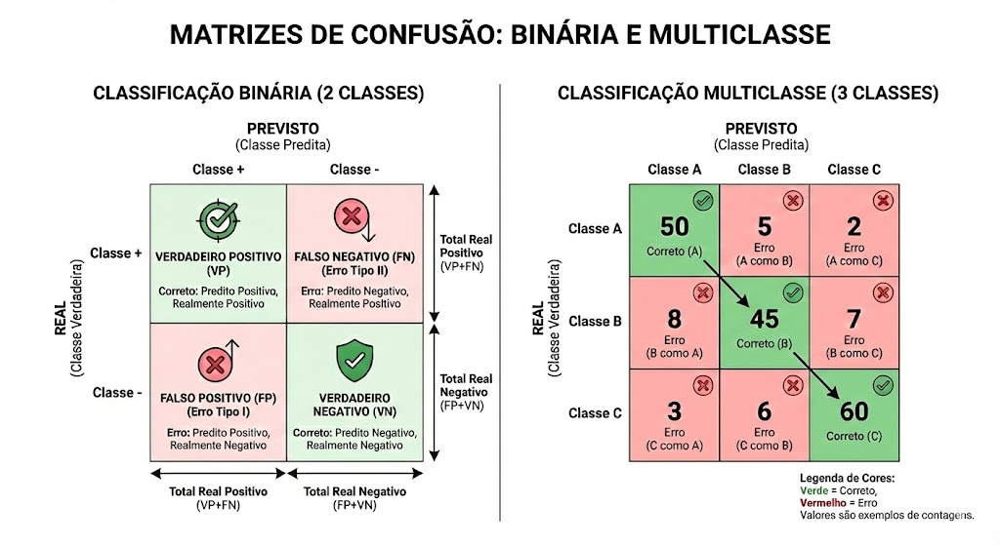 MATRIZES DE CONFUSÃO: BINÁRIA E MULTICLASSE
CLASSIFICAÇÃO BINÁRIA (2 CLASSES)
PREVISTO
(Classe Predita)
Classe +
Classe -
REAL
(Classe Verdadeira)
Classe +
VERDADEIRO POSITIVO
(VP)
Correto: Predito Positivo,
Realmente Positivo
FALSO NEGATIVO (FN)
(Erro Tipo II)
Erro: Predito Negativo,
Realmente Positivo
Total Real
Positivo
(VP+FN)
Classe -
FALSO POSITIVO (FP)
(Erro Tipo I)
Erro: Predito Positivo,
Realmente Negativo
VERDADEIRO
NEGATIVO (VN)
Correto: Predito Negativo,
Realmente Negativo
Total Real
Negativo
(FP+VN)
Total Real Positivo
(VP+FN)
Total Real Negativo
(FP+VN)
CLASSIFICAÇÃO MULTICLASSE (3 CLASSES)
PREVISTO
(Classe Predita)
Classe A
Classe B
Classe C
REAL
(Classe Verdadeira)
Classe A
50
Correto (A)
5
Erro
(A como B)
2
Erro
(A como C)
Classe B
8
Erro
(B como A)
45
Correto (B)
7
Erro
(B como C)
Classe C
3
Erro
(C como A)
6
Erro
(C como B)
60
Correto (C)
Legenda de Cores:
Verde = Correto,
Vermelho = Erro
Valores são exemplos de contagens.